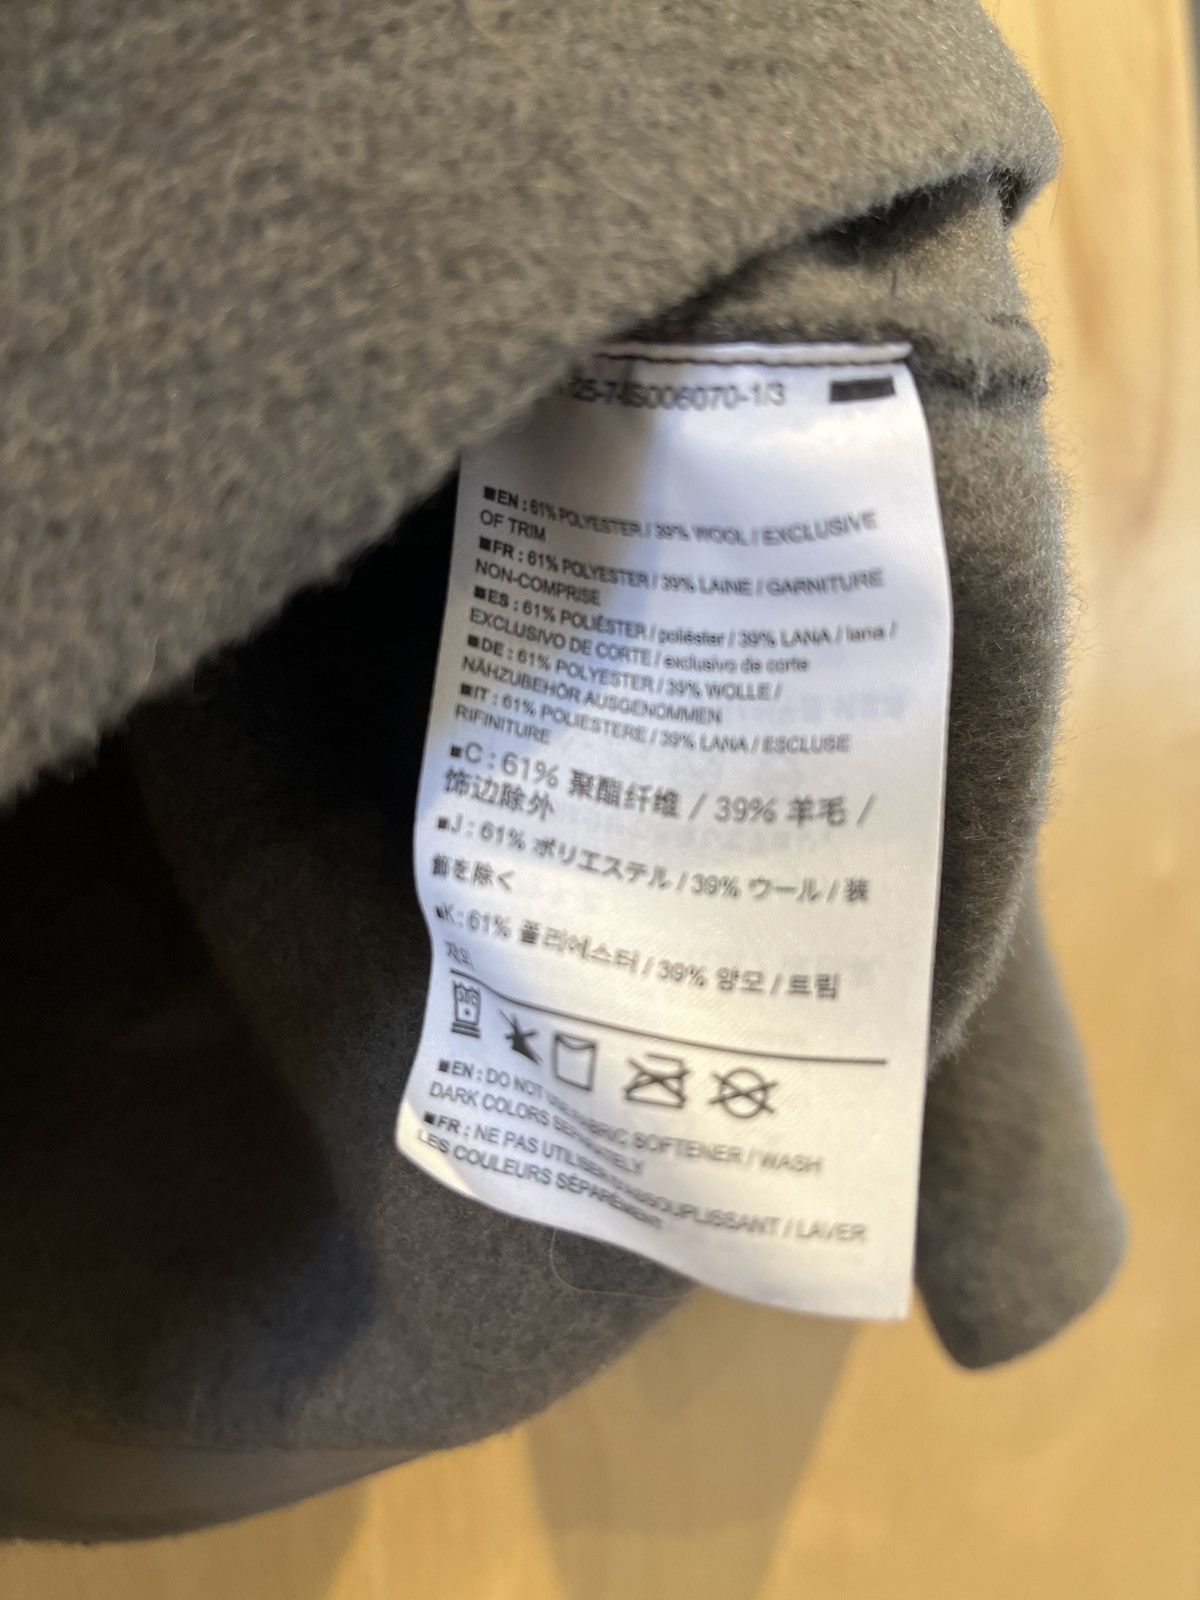 25-74S006070-1/3
■EN : 61% POLYESTER / 39% WOOL / EXCLUSIVE
OF TRIM
■FR : 61% POLYESTER / 39% LAINE / GARNITURE
NON-COMPRISE
■ES : 61% POLIÉSTER / poliéster / 39% LANA / lana /
EXCLUSIVO DE CORTE / exclusivo de corte
■DE : 61% POLYESTER / 39% WOLLE /
NÄHZUBEHÖR AUSGENOMMEN
■IT : 61% POLIESTERE / 39% LANA / ESCLUSE
RIFINITURE
■C : 61% 聚酯纤维 / 39% 羊毛 /
饰边除外
■J : 61% ポリエステル / 39% ウール / 装
飾を除く
■K : 61% 폴리에스터 / 39% 양모 / 트림
제외
■EN : DO NOT USE FABRIC SOFTENER / WASH
DARK COLORS SEPARATELY
■FR : NE PAS UTILISER D'ASSOUPLISSANT / LAVER
LES COULEURS SÉPARÉMENT